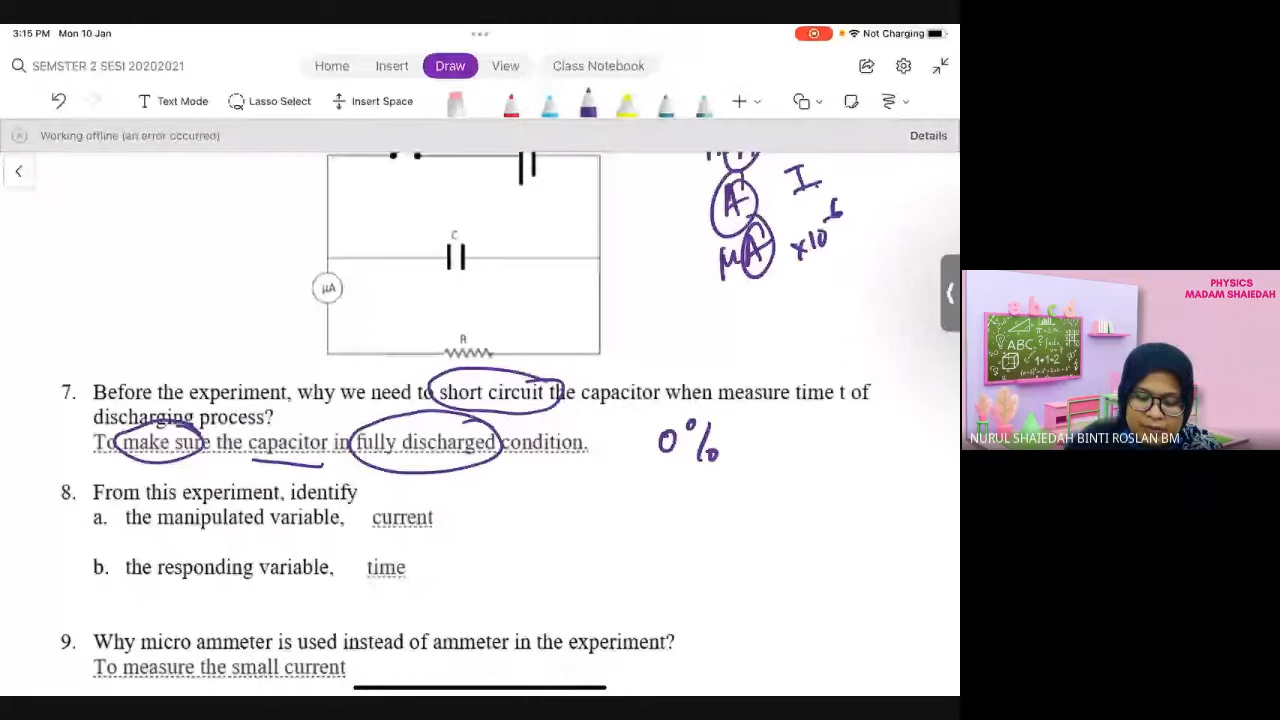 3:15 PM Mon 10 Jan
Not Charging
SEMSTER 2 SESI 20202021
Home Insert Draw View Class Notebook
Text Mode Lasso Select Insert Space
Working offline (an error occurred)
Details
A
I
μA x10-6
C
μA
R
7. Before the experiment, why we need to short circuit the capacitor when measure time t of
discharging process?
To make sure the capacitor in fully discharged condition.
0%
8. From this experiment, identify
a. the manipulated variable, current
b. the responding variable, time
9. Why micro ammeter is used instead of ammeter in the experiment?
To measure the small current
PHYSICS
MADAM SHAIEDAH
abcd
ABC
1+1=2
NURUL SHAIEDAH BINTI ROSLAN BM